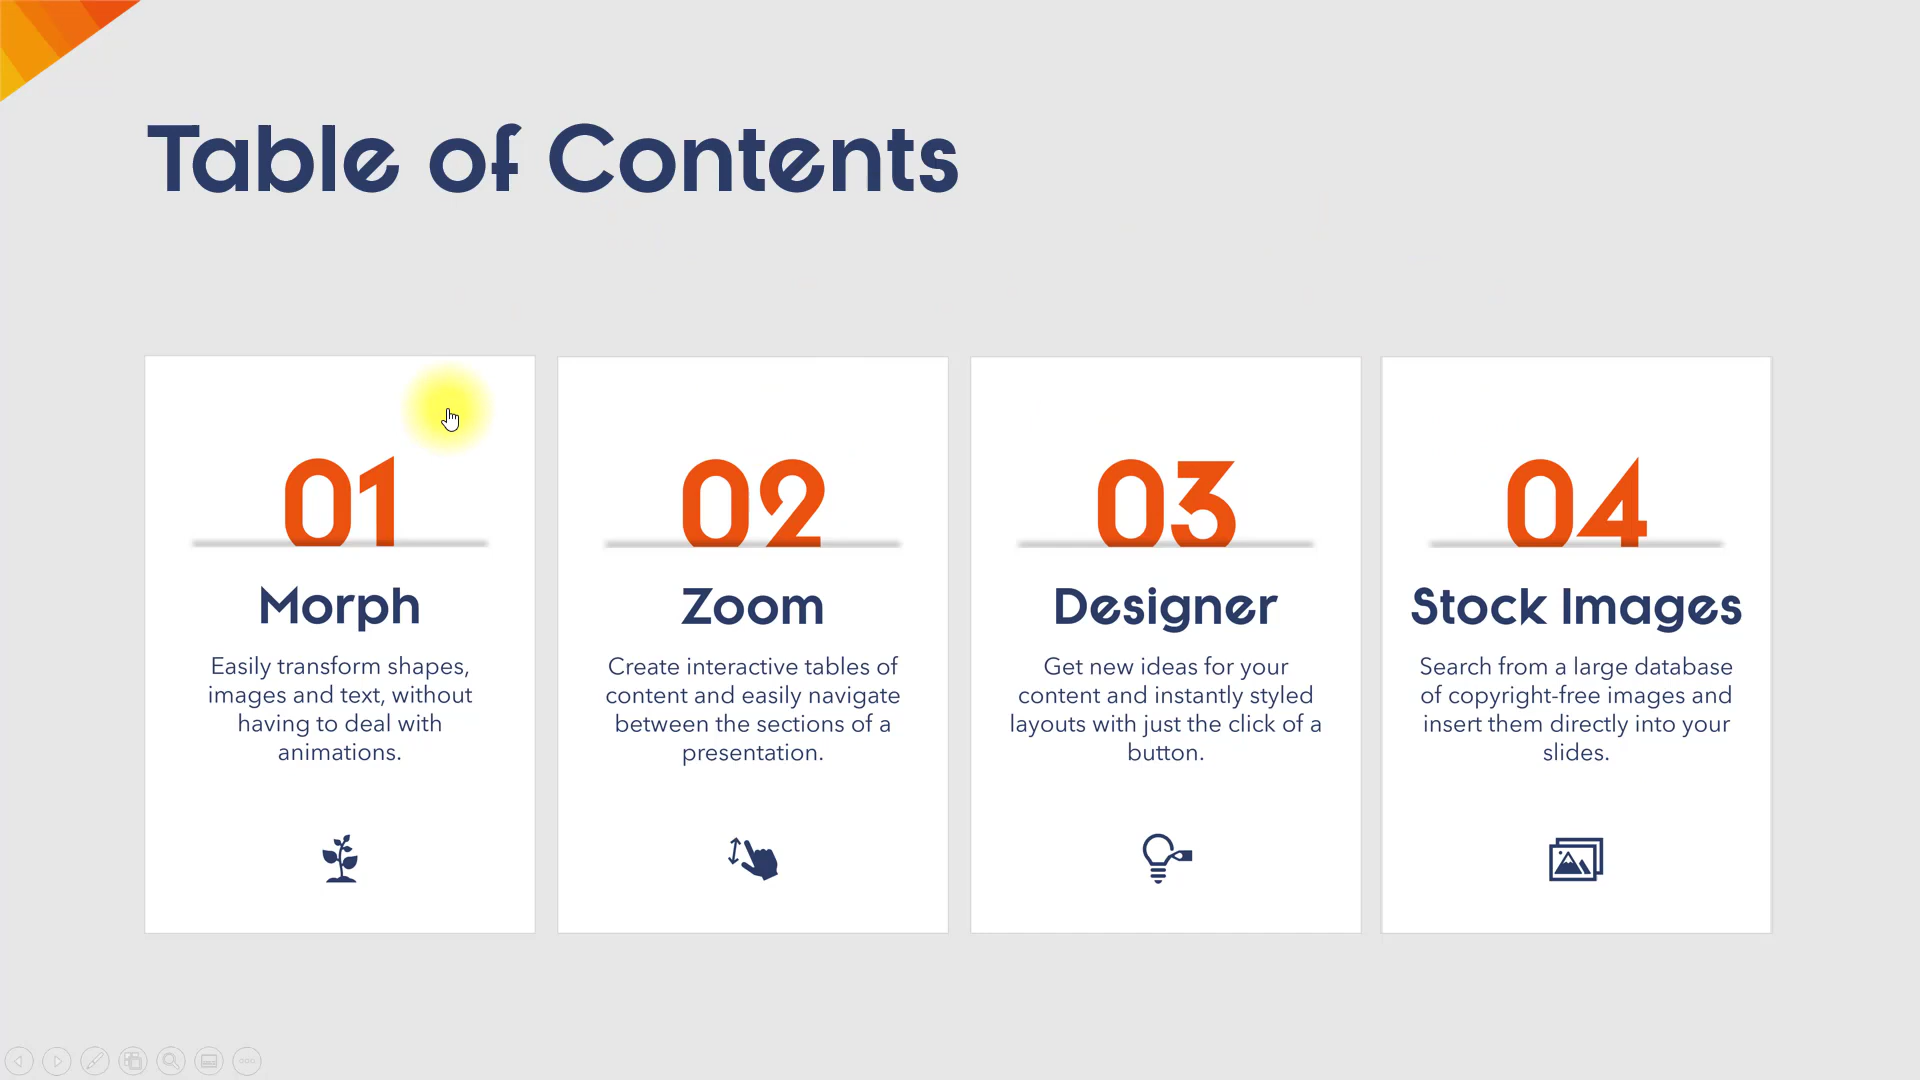 Table of Contents
01
Morph
Easily transform shapes,
images and text, without
having to deal with
animations.
02
Zoom
Create interactive tables of
content and easily navigate
between the sections of a
presentation.
03
Designer
Get new ideas for your
content and instantly styled
layouts with just the click of a
button.
04
Stock Images
Search from a large database
of copyright-free images and
insert them directly into your
slides.